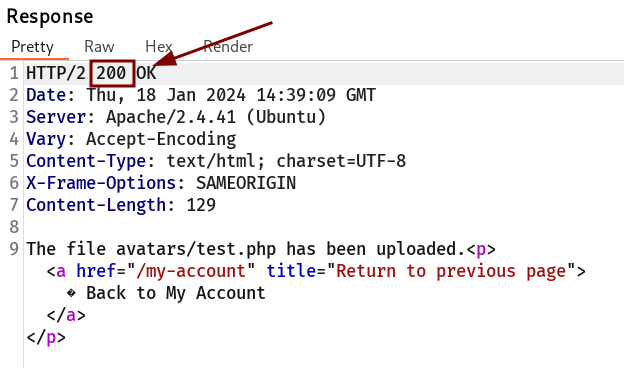 Response
Pretty Raw Hex Render
1 HTTP/2 200 OK
2 Date: Thu, 18 Jan 2024 14:39:09 GMT
3 Server: Apache/2.4.41 (Ubuntu)
4 Vary: Accept-Encoding
5 Content-Type: text/html; charset=UTF-8
6 X-Frame-Options: SAMEORIGIN
7 Content-Length: 129
8
9 The file avatars/test.php has been uploaded.<p>
<a href="/my-account" title="Return to previous page">
� Back to My Account
</a>
</p>